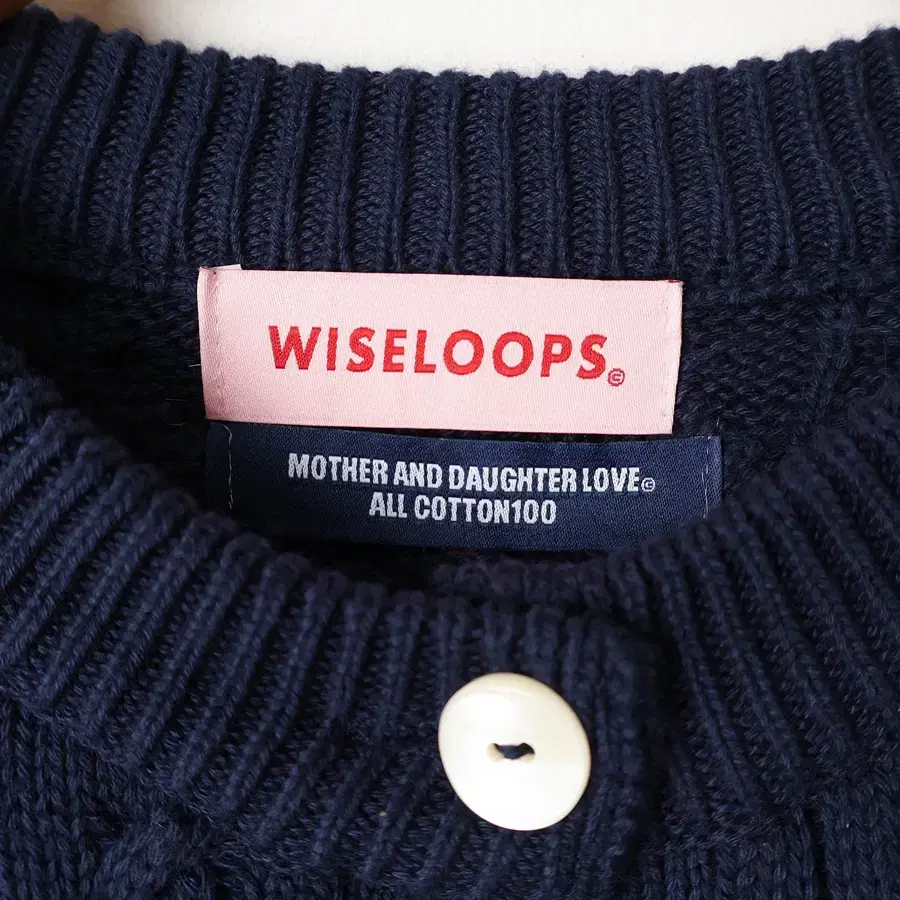 WISELOOPS©
MOTHER AND DAUGHTER LOVE©
ALL COTTON100